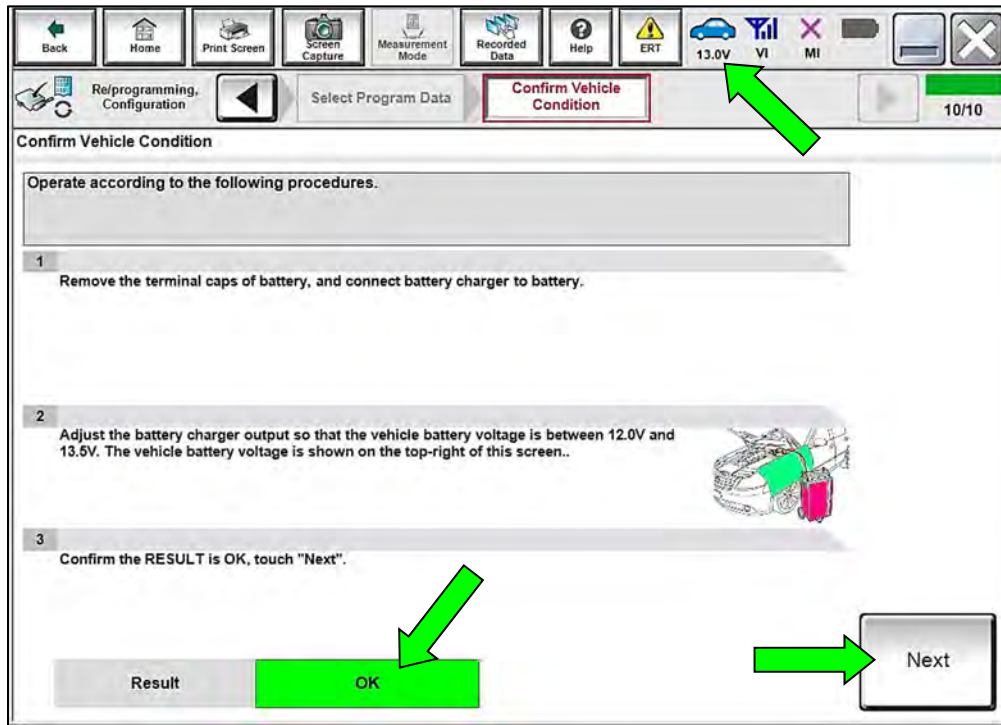 Back
Home
Print Screen
Screen
Capture
Measurement
Mode
Recorded
Data
Help
ERT
13.0V
VI
MI
Re/programming,
Configuration
Select Program Data
Confirm Vehicle
Condition
10/10
Confirm Vehicle Condition
Operate according to the following procedures.
1
Remove the terminal caps of battery, and connect battery charger to battery.
2
Adjust the battery charger output so that the vehicle battery voltage is between 12.0V and
13.5V. The vehicle battery voltage is shown on the top-right of this screen..
3
Confirm the RESULT is OK, touch "Next".
Result
OK
Next